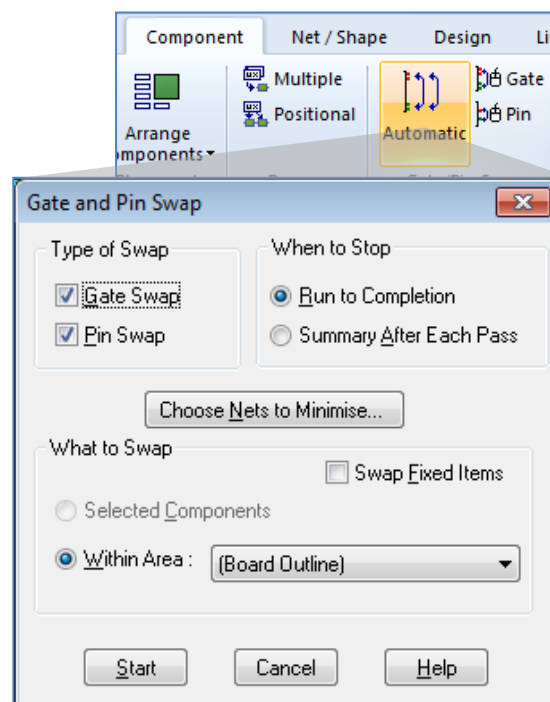 Component Net / Shape Design Li
Multiple
Gate
Positional
Pin
Arrange
Automatic
omponents
Gate and Pin Swap
Type of Swap
When to Stop
Gate Swap
Run to Completion
Pin Swap
Summary After Each Pass
Choose Nets to Minimise...
What to Swap
Swap Fixed Items
Selected Components
Within Area :
(Board Outline)
Start Cancel Help